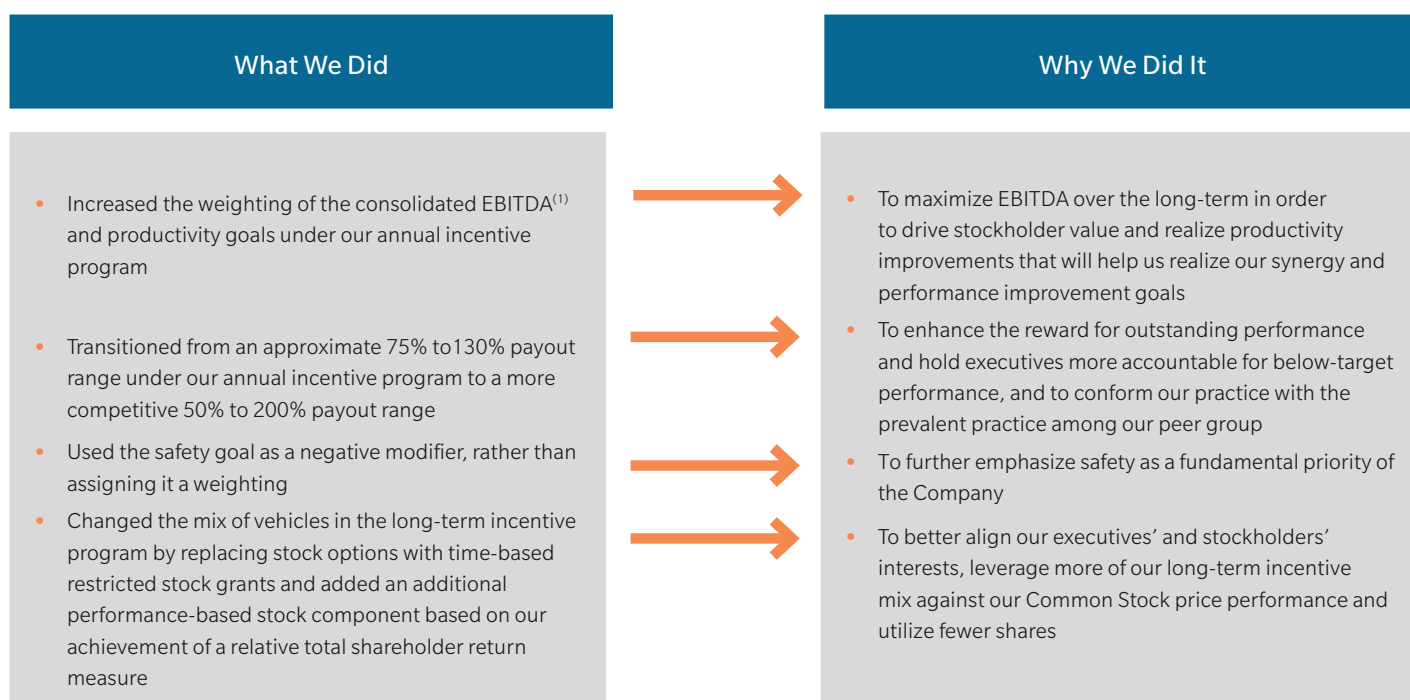 What We Did
• Increased the weighting of the consolidated EBITDA(1)
and productivity goals under our annual incentive
program
• Transitioned from an approximate 75% to130% payout
range under our annual incentive program to a more
competitive 50% to 200% payout range
• Used the safety goal as a negative modifier, rather than
assigning it a weighting
• Changed the mix of vehicles in the long-term incentive
program by replacing stock options with time-based
restricted stock grants and added an additional
performance-based stock component based on our
achievement of a relative total shareholder return
measure
Why We Did It
• To maximize EBITDA over the long-term in order
to drive stockholder value and realize productivity
improvements that will help us realize our synergy and
performance improvement goals
• To enhance the reward for outstanding performance
and hold executives more accountable for below-target
performance, and to conform our practice with the
prevalent practice among our peer group
• To further emphasize safety as a fundamental priority of
the Company
• To better align our executives’ and stockholders’
interests, leverage more of our long-term incentive
mix against our Common Stock price performance and
utilize fewer shares